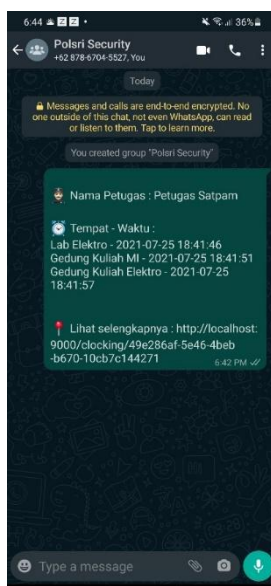 6:44
36%
Polsri Security
+62 878-6704-5527, You
Today
Messages and calls are end-to-end encrypted. No
one outside of this chat, not even WhatsApp, can read
or listen to them. Tap to learn more.
You created group "Polsri Security"
Nama Petugas : Petugas Satpam
Tempat - Waktu :
Lab Elektro - 2021-07-25 18:41:46
Gedung Kuliah MI - 2021-07-25 18:41:51
Gedung Kuliah Elektro - 2021-07-25
18:41:57
Lihat selengkapnya : http://localhost:
9000/clocking/49e286af-5e46-4beb
-b670-10cb7c144271
6:42 PM
Type a message